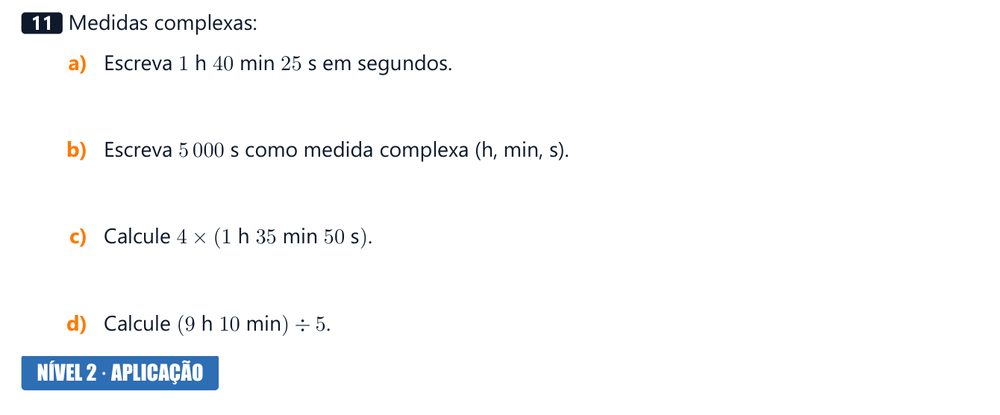 11 Medidas complexas:
a) Escreva 1 h 40 min 25 s em segundos.
b) Escreva 5 000 s como medida complexa (h, min, s).
c) Calcule 4 × (1 h 35 min 50 s).
d) Calcule (9 h 10 min) ÷ 5.
NÍVEL 2 · APLICAÇÃO